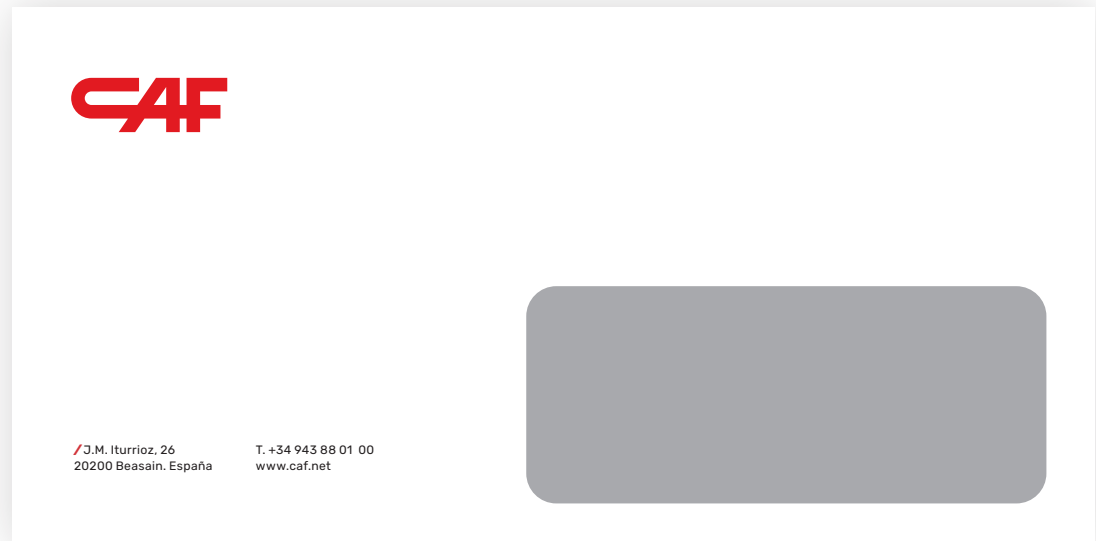 CAF
/J.M. Iturrioz, 26
20200 Beasain. España
T. +34 943 88 01 00
www.caf.net